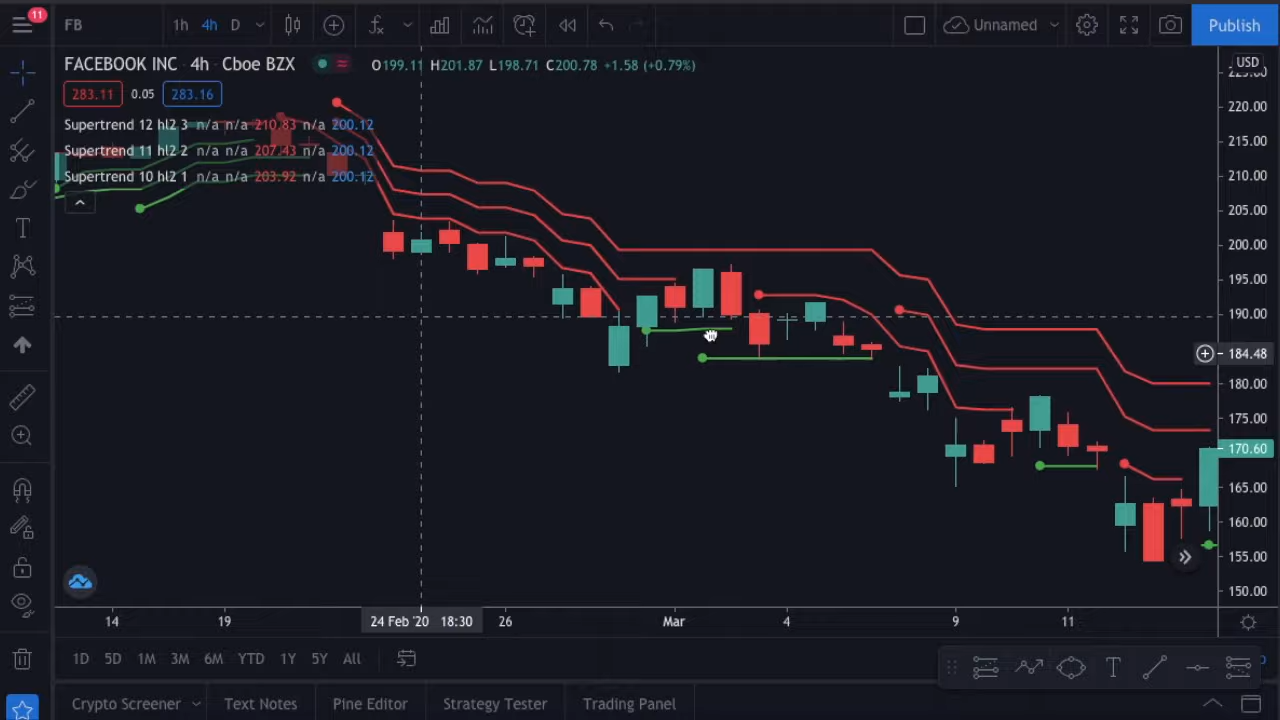 11
FB
1h 4h D
Unnamed
Publish
FACEBOOK INC · 4h · Cboe BZX
O199.11 H201.87 L198.71 C200.78 +1.58 (+0.79%)
283.11 0.05 283.16
Supertrend 12 hl2 3 n/a n/a 210.83 n/a 200.12
Supertrend 11 hl2 2 n/a n/a 207.43 n/a 200.12
Supertrend 10 hl2 1 n/a n/a 203.92 n/a 200.12
USD
220.00
215.00
210.00
205.00
200.00
195.00
190.00
184.48
180.00
175.00
170.60
165.00
160.00
155.00
150.00
14 19 24 Feb '20 18:30 26 Mar 4 9 11
1D 5D 1M 3M 6M YTD 1Y 5Y All
T
Crypto Screener Text Notes Pine Editor Strategy Tester Trading Panel